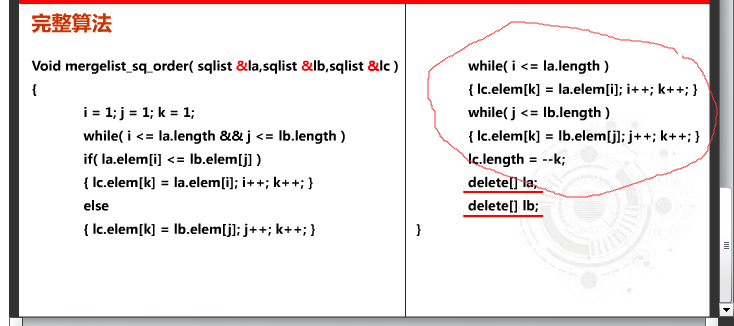 完整算法
Void mergelist_sq_order( sqlist &la,sqlist &lb,sqlist &lc )
{
i = 1; j = 1; k = 1;
while( i <= la.length && j <= lb.length )
if( la.elem[i] <= lb.elem[j] )
{ lc.elem[k] = la.elem[i]; i++; k++; }
else
{ lc.elem[k] = lb.elem[j]; j++; k++; }
while( i <= la.length )
{ lc.elem[k] = la.elem[i]; i++; k++; }
while( j <= lb.length )
{ lc.elem[k] = lb.elem[j]; j++; k++; }
lc.length = --k;
delete[] la;
delete[] lb;
}